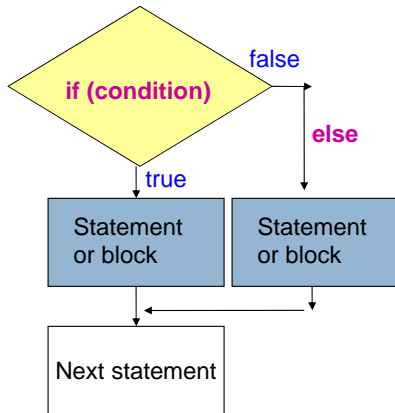 if (condition)
false
else
true
Statement
or block
Statement
or block
Next statement